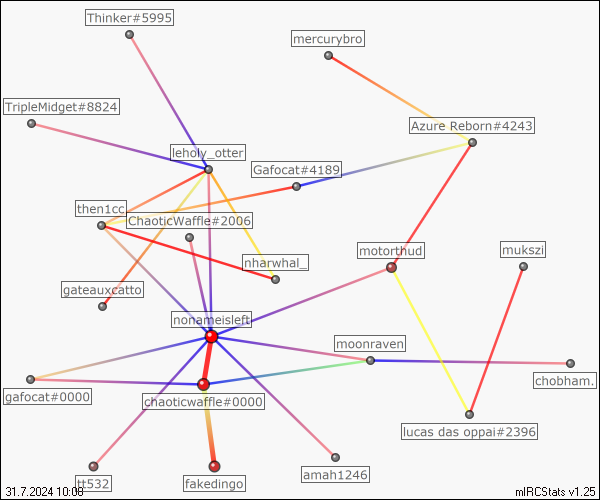 Thinker#5995
mercurybro
TripleMidget#8824
Azure Reborn#4243
leholy_otter
Gafocat#4189
then1cc
ChaoticWaffle#2006
motorthud
mukszi
nharwhal_
gateauxcatto
nonameisleft
moonraven
chobham.
gafocat#0000
chaoticwaffle#0000
lucas das oppai#2396
tt532
fakedingo
amah1246
31.7.2024 10:08
mIRCStats v1.25